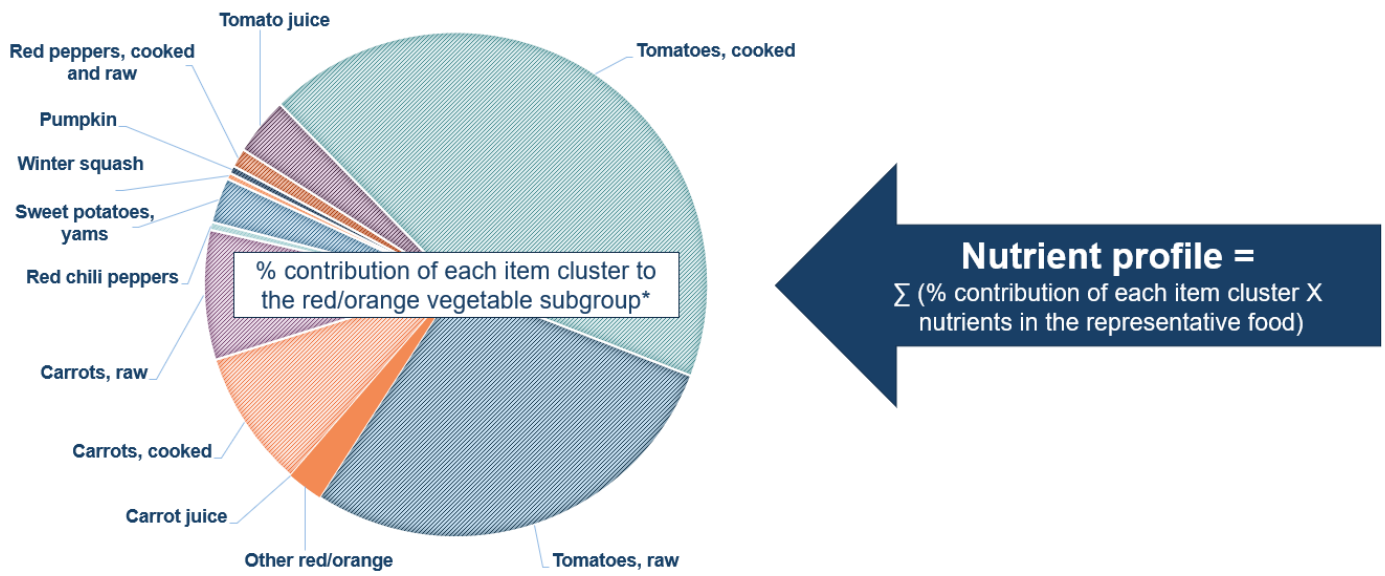 Tomato juice
Red peppers, cooked
and raw
Tomatoes, cooked
Pumpkin
Winter squash
Sweet potatoes,
yams
Red chili peppers
% contribution of each item cluster to
the red/orange vegetable subgroup*
Carrots, raw
Carrots, cooked
Carrot juice
Other red/orange
Tomatoes, raw
Nutrient profile =
∑ (% contribution of each item cluster X
nutrients in the representative food)